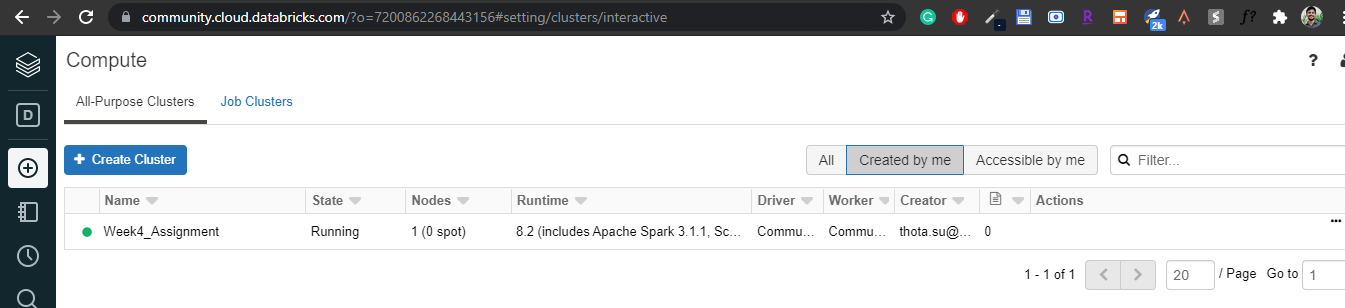 community.cloud.databricks.com/?o=7200862268443156#setting/clusters/interactive
2k
Compute
?
D
All-Purpose Clusters Job Clusters
+ Create Cluster All Created by me Accessible by me Filter...
Name State Nodes Runtime Driver Worker Creator Actions
Week4_Assignment Running 1 (0 spot) 8.2 (includes Apache Spark 3.1.1, Sc... Commu... Commu... thota.su@... 0 ...
1 - 1 of 1 < > 20 / Page Go to 1